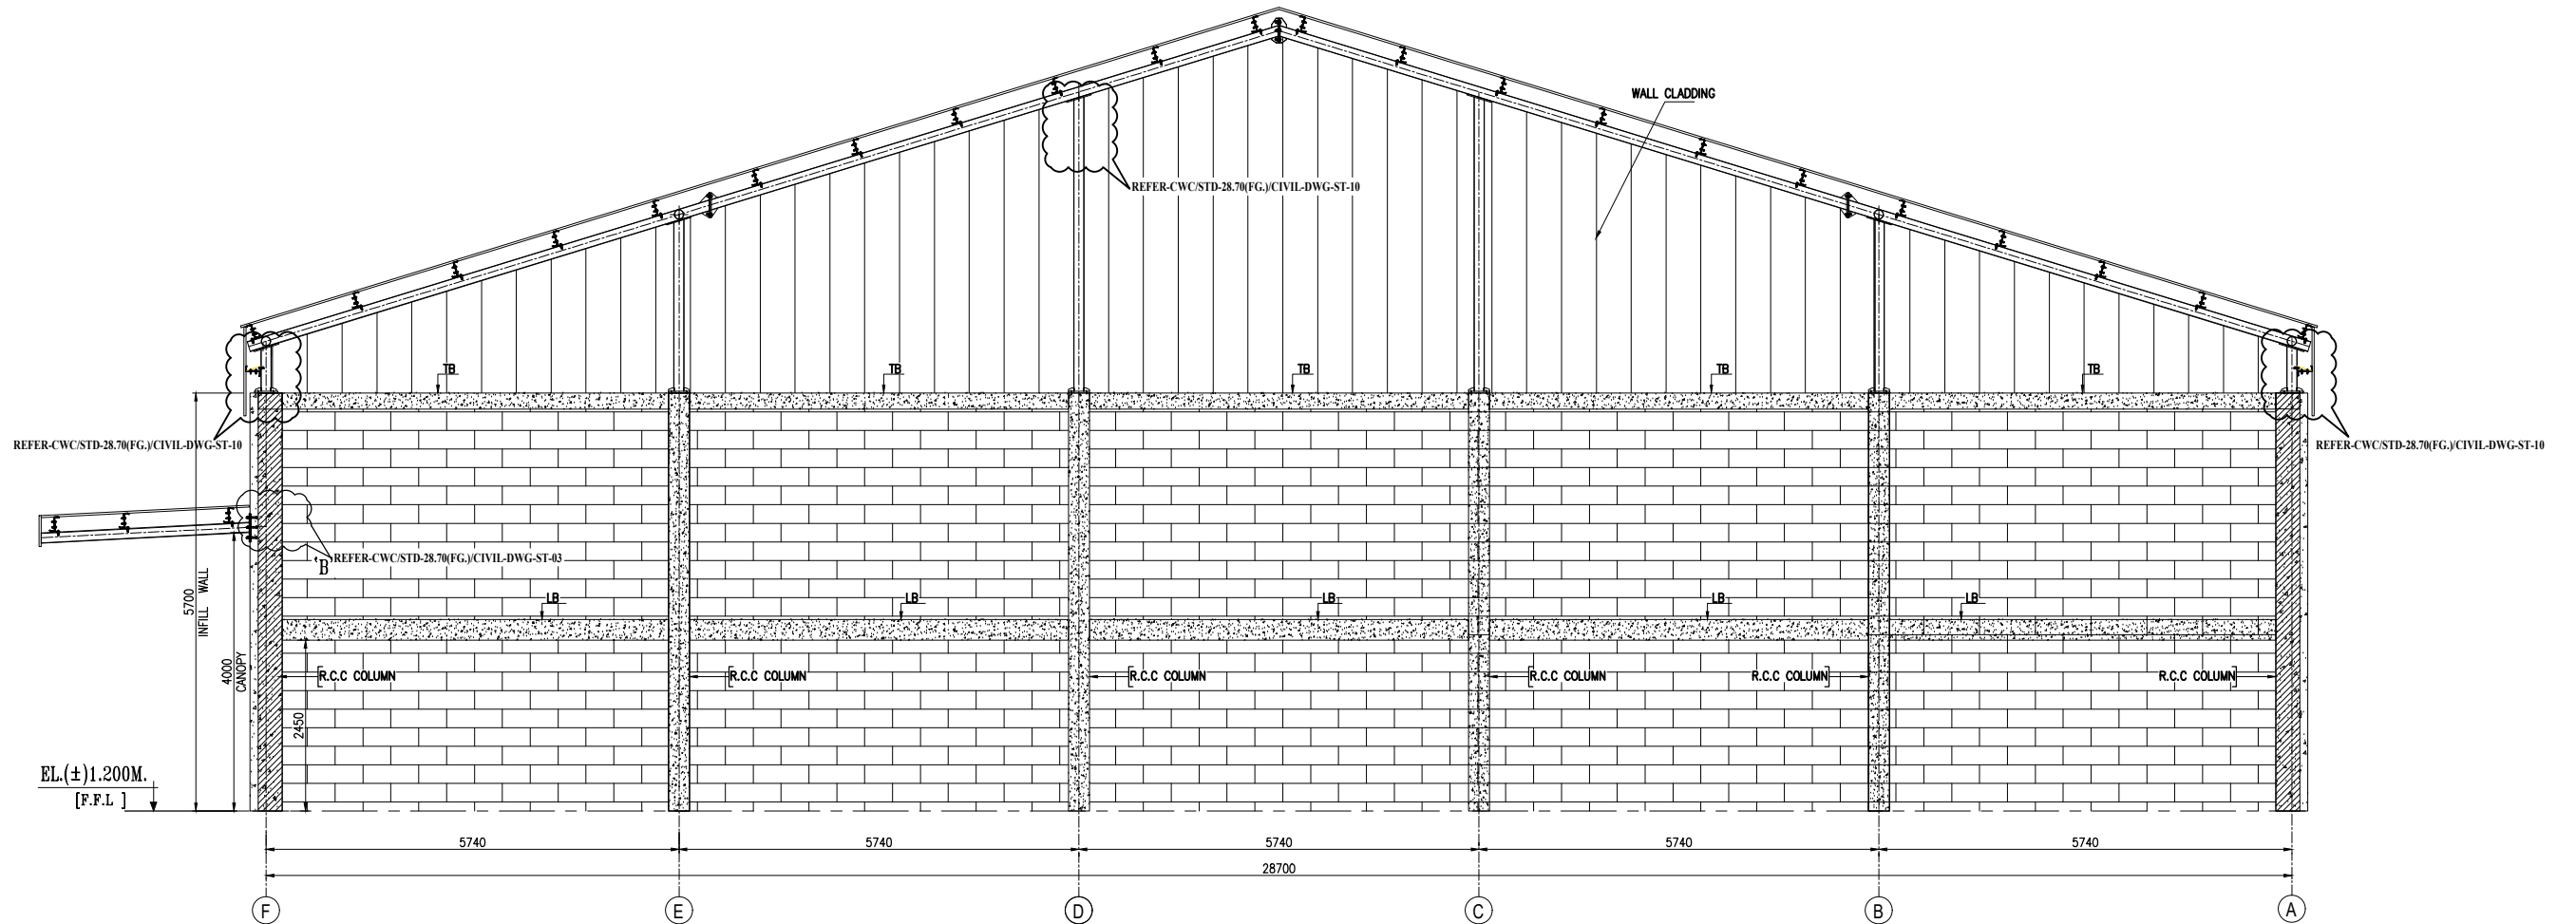 WALL CLADDING
REFER-CWC/STD-28.70(FG.)/CIVIL-DWG-ST-10
TB
TB
TB
TB
TB
REFER-CWC/STD-28.70(FG.)/CIVIL-DWG-ST-10
REFER-CWC/STD-28.70(FG.)/CIVIL-DWG-ST-10
REFER-CWC/STD-28.70(FG.)/CIVIL-DWG-ST-03
'B
5700
INFILL WALL
LB
LB
LB
LB
LB
4000
CANOPY
R.C.C COLUMN
R.C.C COLUMN
R.C.C COLUMN
R.C.C COLUMN
R.C.C COLUMN
R.C.C COLUMN
2450
EL.(±)1.200M.
[F.F.L ]
5740
5740
5740
5740
5740
28700
F
E
D
C
B
A